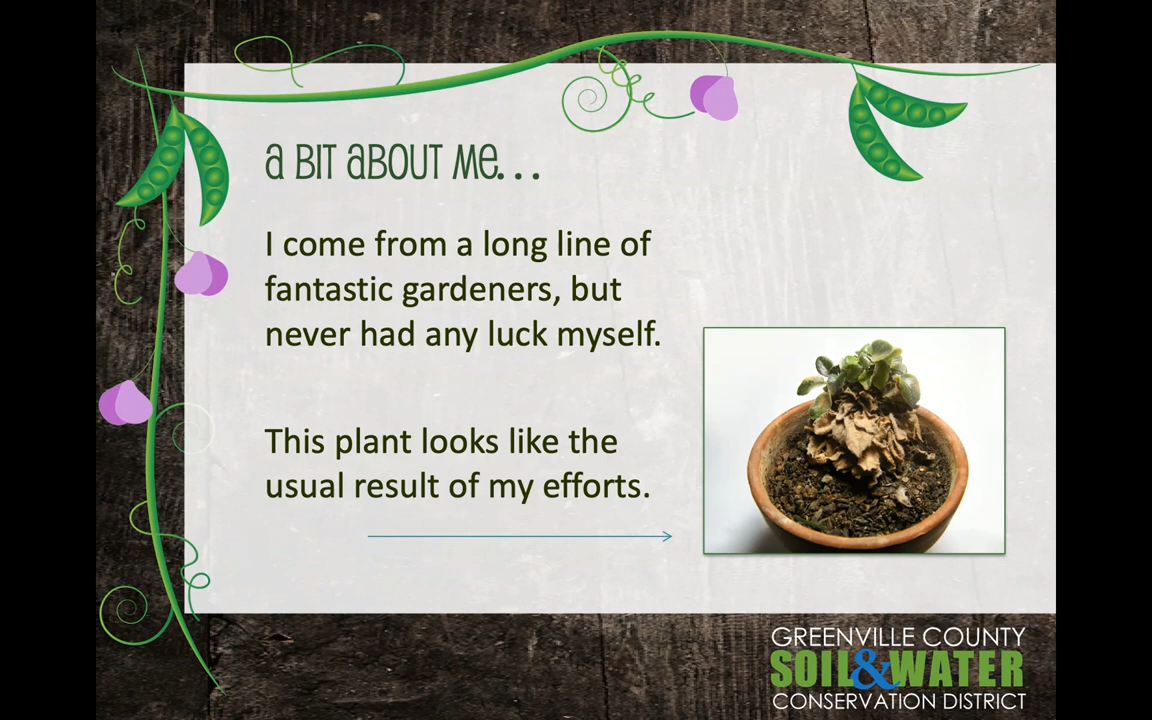 a BIT aBOUT Me...
I come from a long line of
fantastic gardeners, but
never had any luck myself.
This plant looks like the
usual result of my efforts.
GREENVILLE COUNTY
SOIL&WATER
CONSERVATION DISTRICT